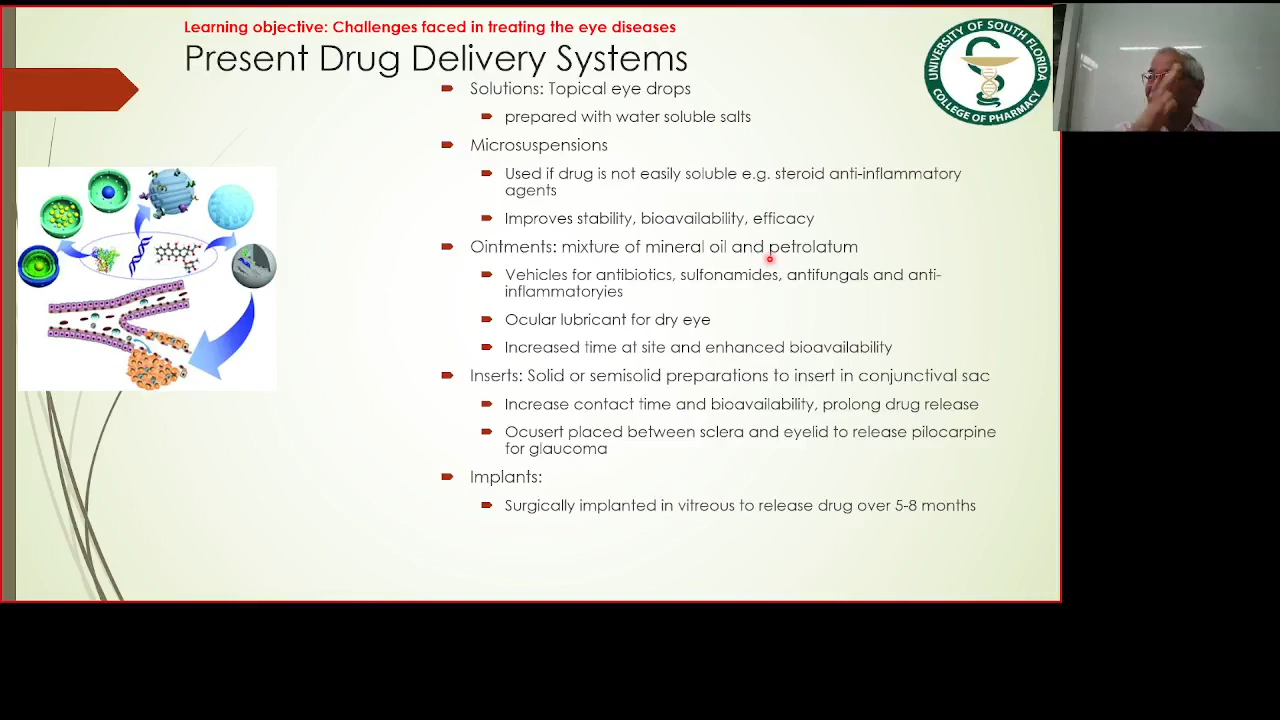 Learning objective: Challenges faced in treating the eye diseases
Present Drug Delivery Systems
UNIVERSITY OF SOUTH FLORIDA
COLLEGE OF PHARMACY
Solutions: Topical eye drops
prepared with water soluble salts
Microsuspensions
Used if drug is not easily soluble e.g. steroid anti-inflammatory
agents
Improves stability, bioavailability, efficacy
Ointments: mixture of mineral oil and petrolatum
Vehicles for antibiotics, sulfonamides, antifungals and anti-
inflammatoryies
Ocular lubricant for dry eye
Increased time at site and enhanced bioavailability
Inserts: Solid or semisolid preparations to insert in conjunctival sac
Increase contact time and bioavailability, prolong drug release
Ocusert placed between sclera and eyelid to release pilocarpine
for glaucoma
Implants:
Surgically implanted in vitreous to release drug over 5-8 months